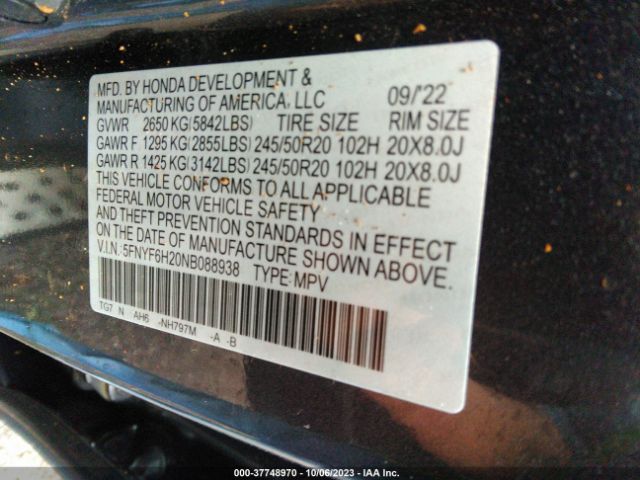 MFD. BY HONDA DEVELOPMENT &
MANUFACTURING OF AMERICA, LLC 09/'22
GVWR 2650 KG(5842LBS) TIRE SIZE RIM SIZE
GAWR F 1295 KG(2855LBS) 245/50R20 102H 20X8.0J
GAWR R 1425 KG(3142LBS) 245/50R20 102H 20X8.0J
THIS VEHICLE CONFORMS TO ALL APPLICABLE
FEDERAL MOTOR VEHICLE SAFETY
AND THEFT PREVENTION STANDARDS IN EFFECT
ON THE DATE OF MANUFACTURE SHOWN ABOVE.
V.I.N.: 5FNYF6H20NB088938 TYPE: MPV
TG7 N AH6 -NH797M -A -B
000-37748970 | 10/06/2023 | IAA Inc.